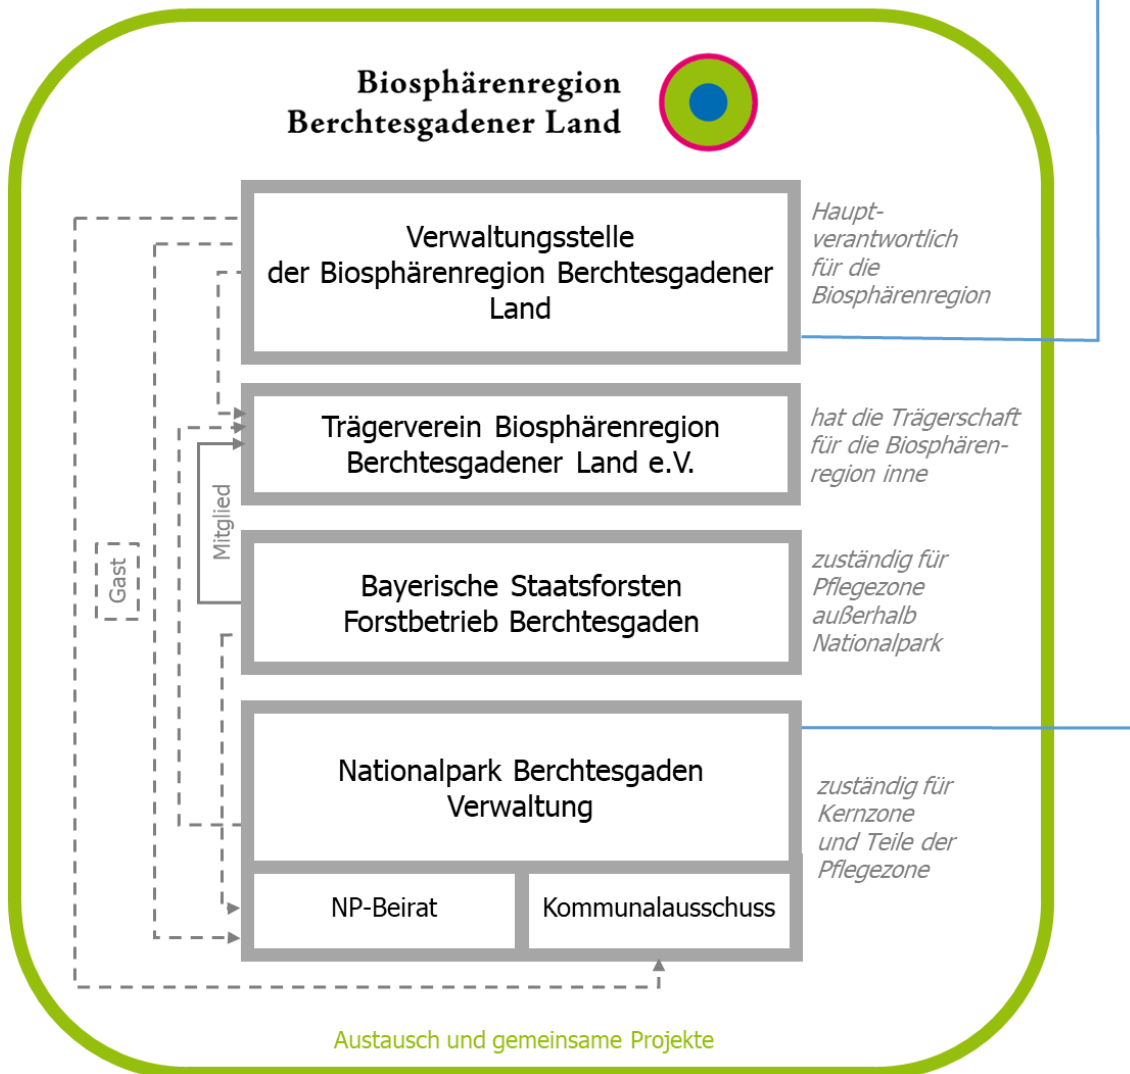 Biosphärenregion
Berchtesgadener Land
Verwaltungsstelle
der Biosphärenregion Berchtesgadener
Land
Haupt-
verantwortlich
für die
Biosphärenregion
Trägerverein Biosphärenregion
Berchtesgadener Land e.V.
hat die Trägerschaft
für die Biosphären-
region inne
Mitglied
Gast
Bayerische Staatsforsten
Forstbetrieb Berchtesgaden
zuständig für
Pflegezone
außerhalb
Nationalpark
Nationalpark Berchtesgaden
Verwaltung
zuständig für
Kernzone
und Teile der
Pflegezone
NP-Beirat
Kommunalausschuss
Austausch und gemeinsame Projekte